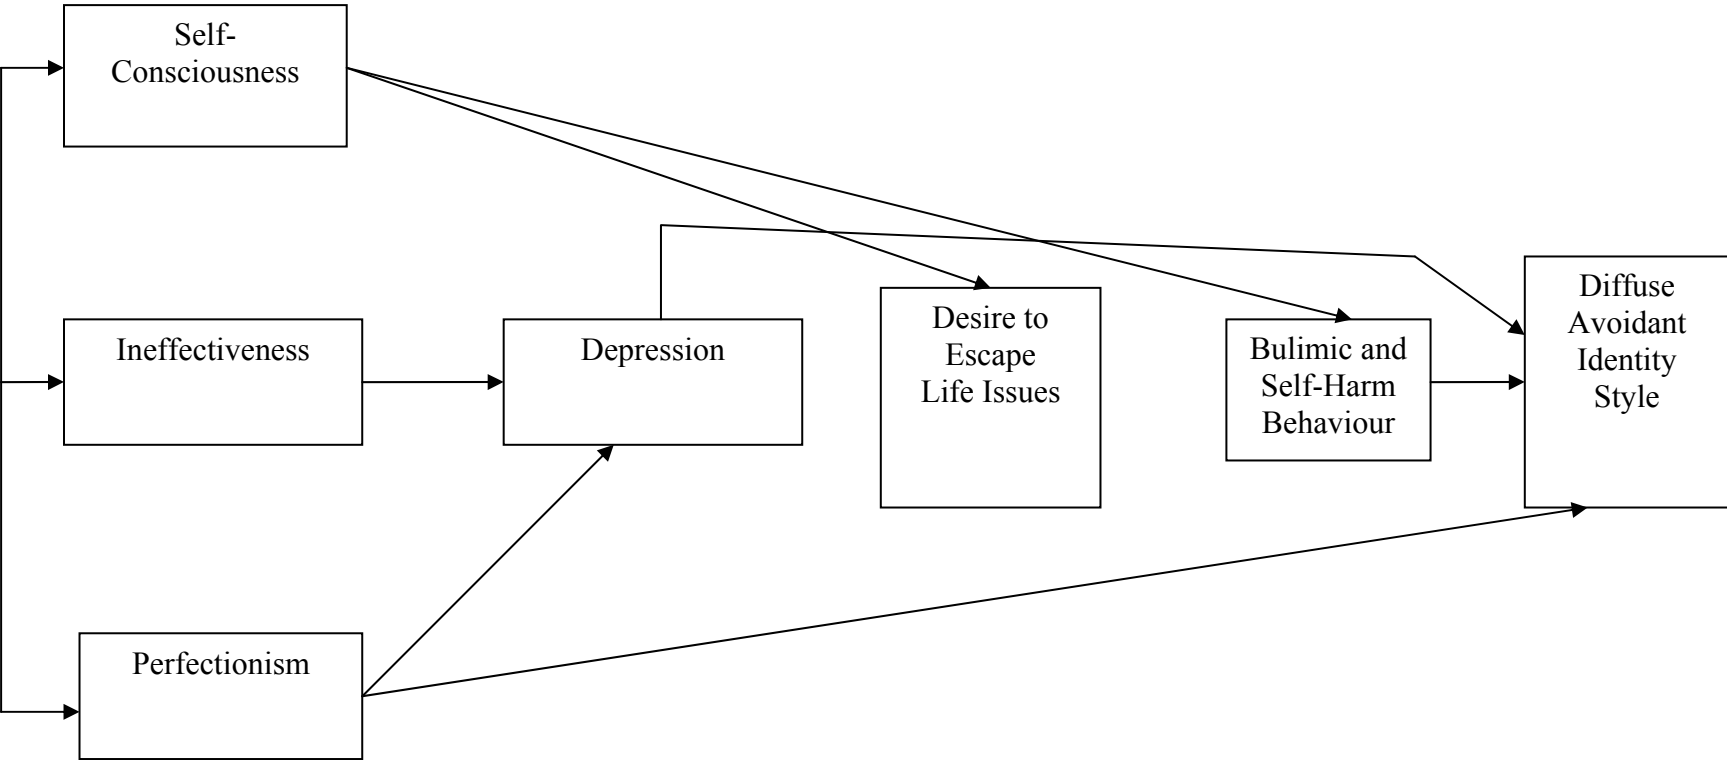 Self-
Consciousness
Ineffectiveness
Depression
Desire to
Escape
Life Issues
Bulimic and
Self-Harm
Behaviour
Diffuse
Avoidant
Identity
Style
Perfectionism